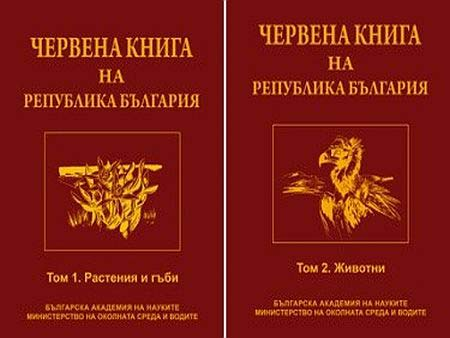 ЧЕРВЕНА КНИГА
НА
РЕПУБЛИКА БЪЛГАРИЯ
Том 1. Растения и гъби
БЪЛГАРСКА АКАДЕМИЯ НА НАУКИТЕ
МИНИСТЕРСТВО НА ОКОЛНАТА СРЕДА И ВОДИТЕ
ЧЕРВЕНА КНИГА
НА
РЕПУБЛИКА БЪЛГАРИЯ
Том 2. Животни
БЪЛГАРСКА АКАДЕМИЯ НА НАУКИТЕ
МИНИСТЕРСТВО НА ОКОЛНАТА СРЕДА И ВОДИТЕ